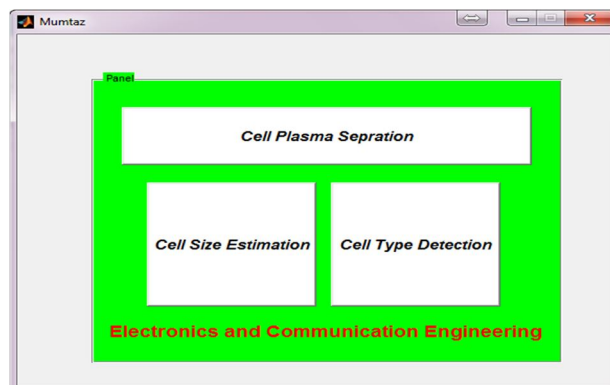 Mumtaz
Panel
Cell Plasma Sepration
Cell Size Estimation
Cell Type Detection
Electronics and Communication Engineering